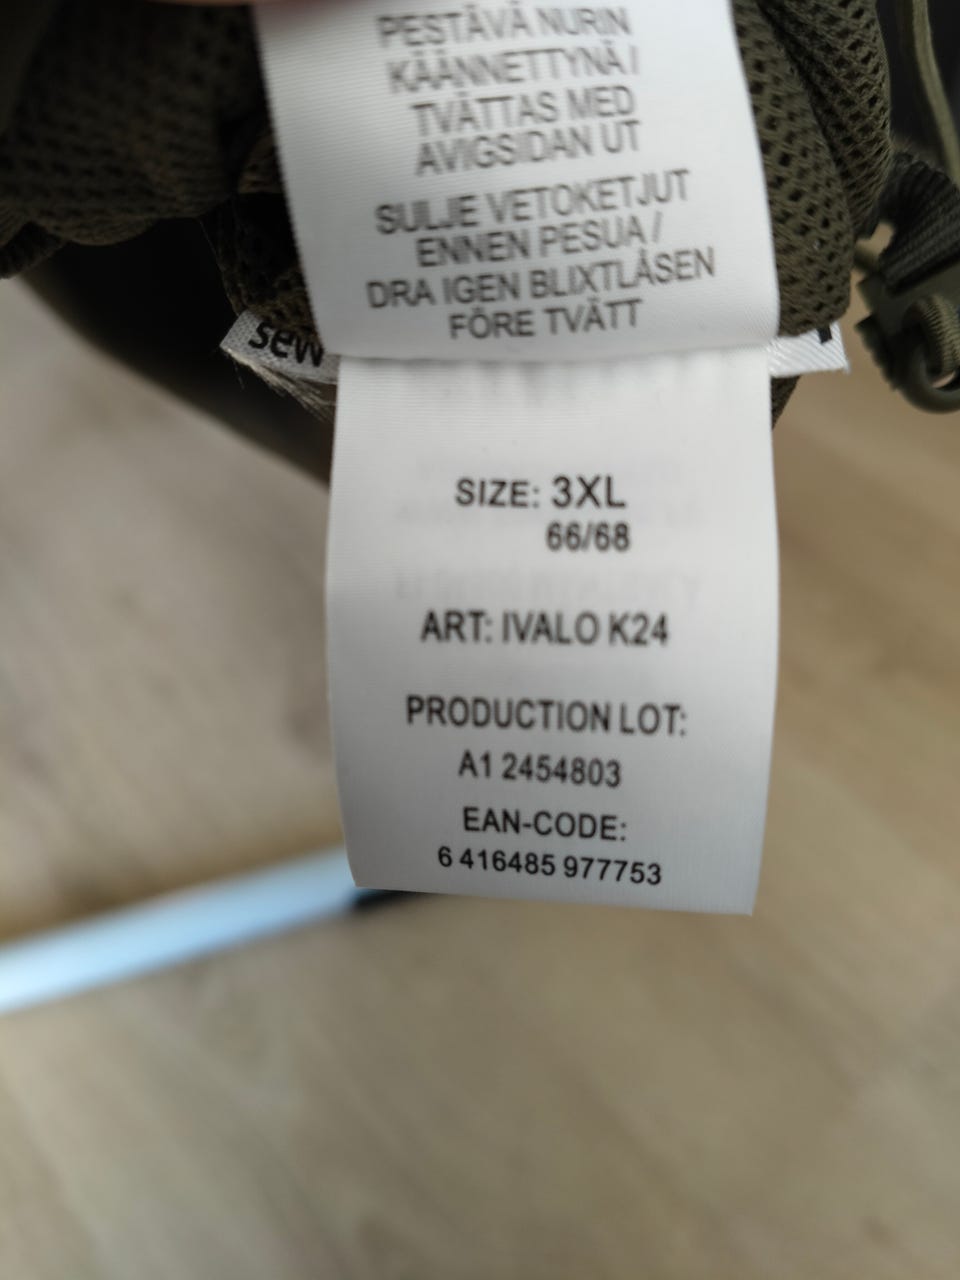 PESTÄVÄ NURIN
KÄÄNNETTYNÄ /
TVÄTTAS MED
AVIGSIDAN UT
SULJE VETOKETJUT
ENNEN PESUA /
DRA IGEN BLIXTLÅSEN
FÖRE TVÄTT
sew
SIZE: 3XL
66/68
ART: IVALO K24
PRODUCTION LOT:
A1 2454803
EAN-CODE:
6 416485 977753